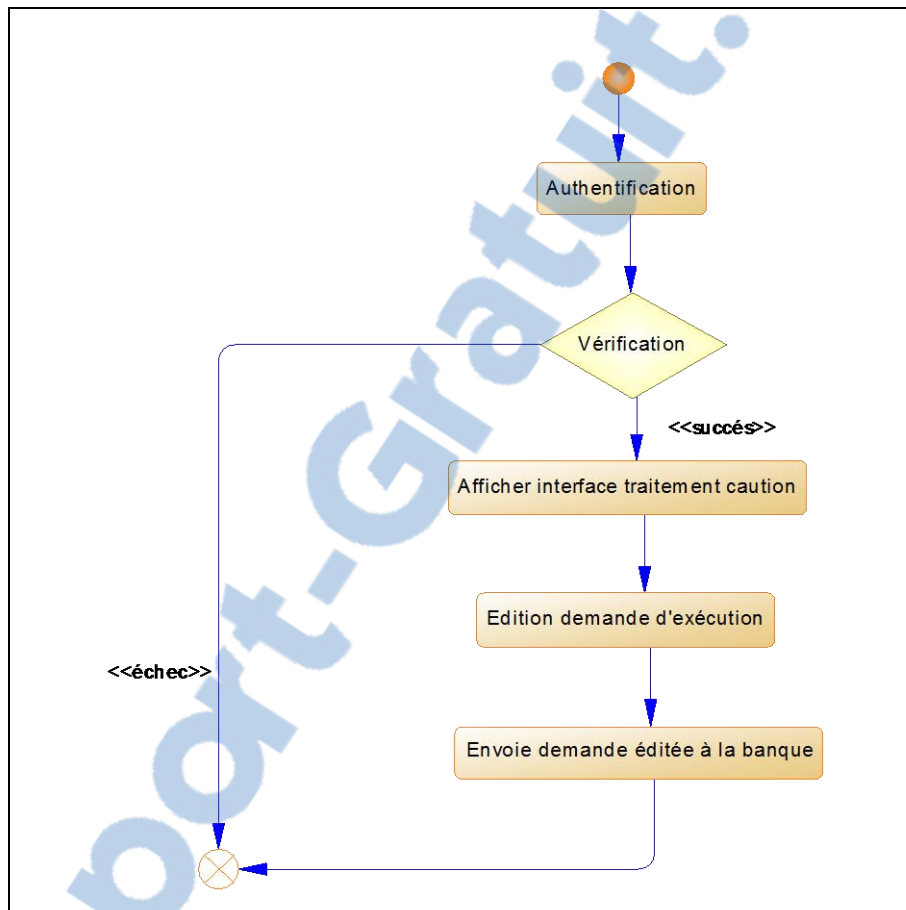 Authentification
Vérification
<<succés>>
Afficher interface traitement caution
Edition demande d'exécution
<<échec>>
Envoie demande éditée à la banque
port-Gratuit.